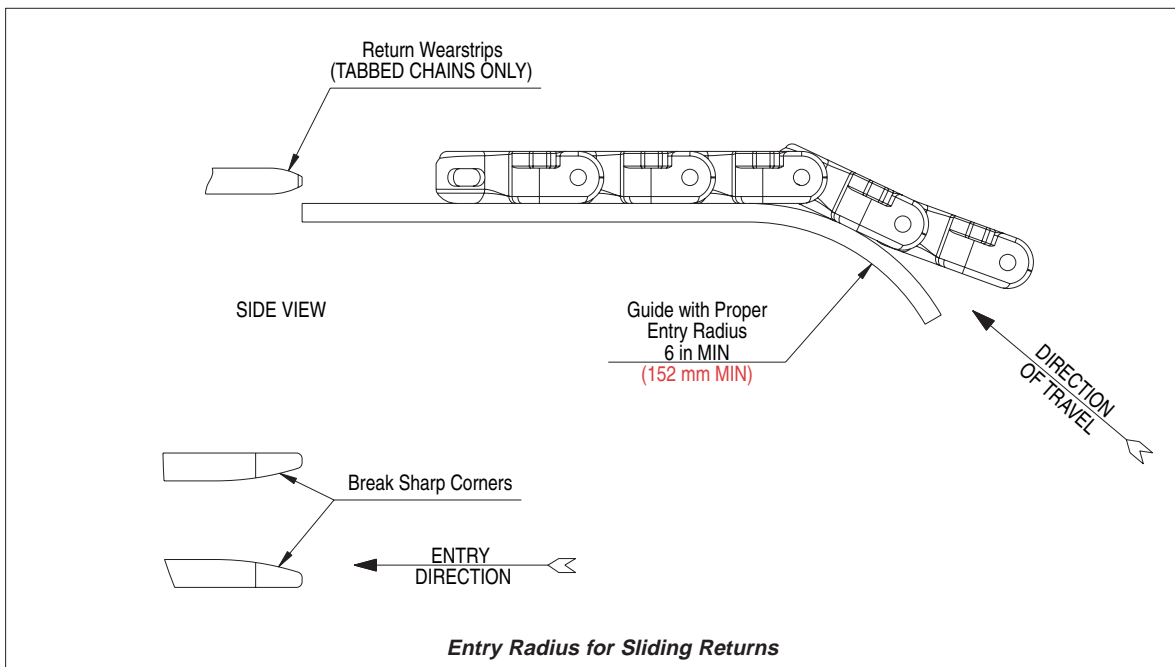 Return Wearstrips
(TABBED CHAINS ONLY)
SIDE VIEW
Guide with Proper
Entry Radius
6 in MIN
(152 mm MIN)
DIRECTION
OF TRAVEL
Break Sharp Corners
ENTRY
DIRECTION
Entry Radius for Sliding Returns